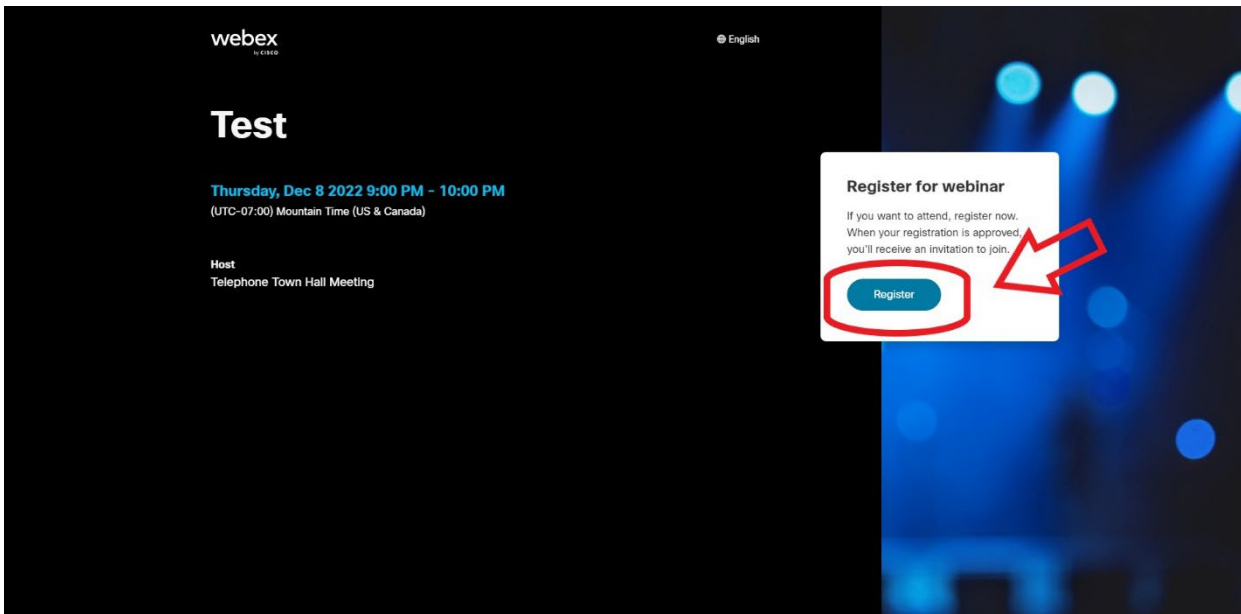 webex
by CISCO
English
Test
Thursday, Dec 8 2022 9:00 PM - 10:00 PM
(UTC-07:00) Mountain Time (US & Canada)
Host
Telephone Town Hall Meeting
Register for webinar
If you want to attend, register now.
When your registration is approved,
you'll receive an invitation to join.
Register